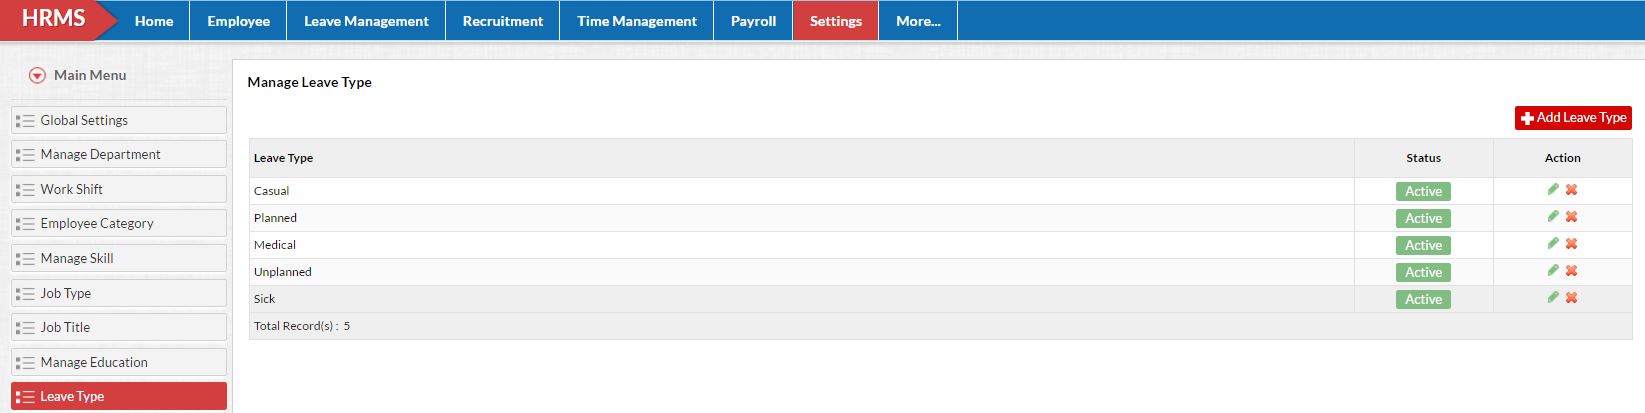 HRMS Home Employee Leave Management Recruitment Time Management Payroll Settings More...
Main Menu
Global Settings
Manage Department
Work Shift
Employee Category
Manage Skill
Job Type
Job Title
Manage Education
Leave Type
Manage Leave Type
Add Leave Type
Leave Type Status Action
Casual Active
Planned Active
Medical Active
Unplanned Active
Sick Active
Total Record(s) : 5